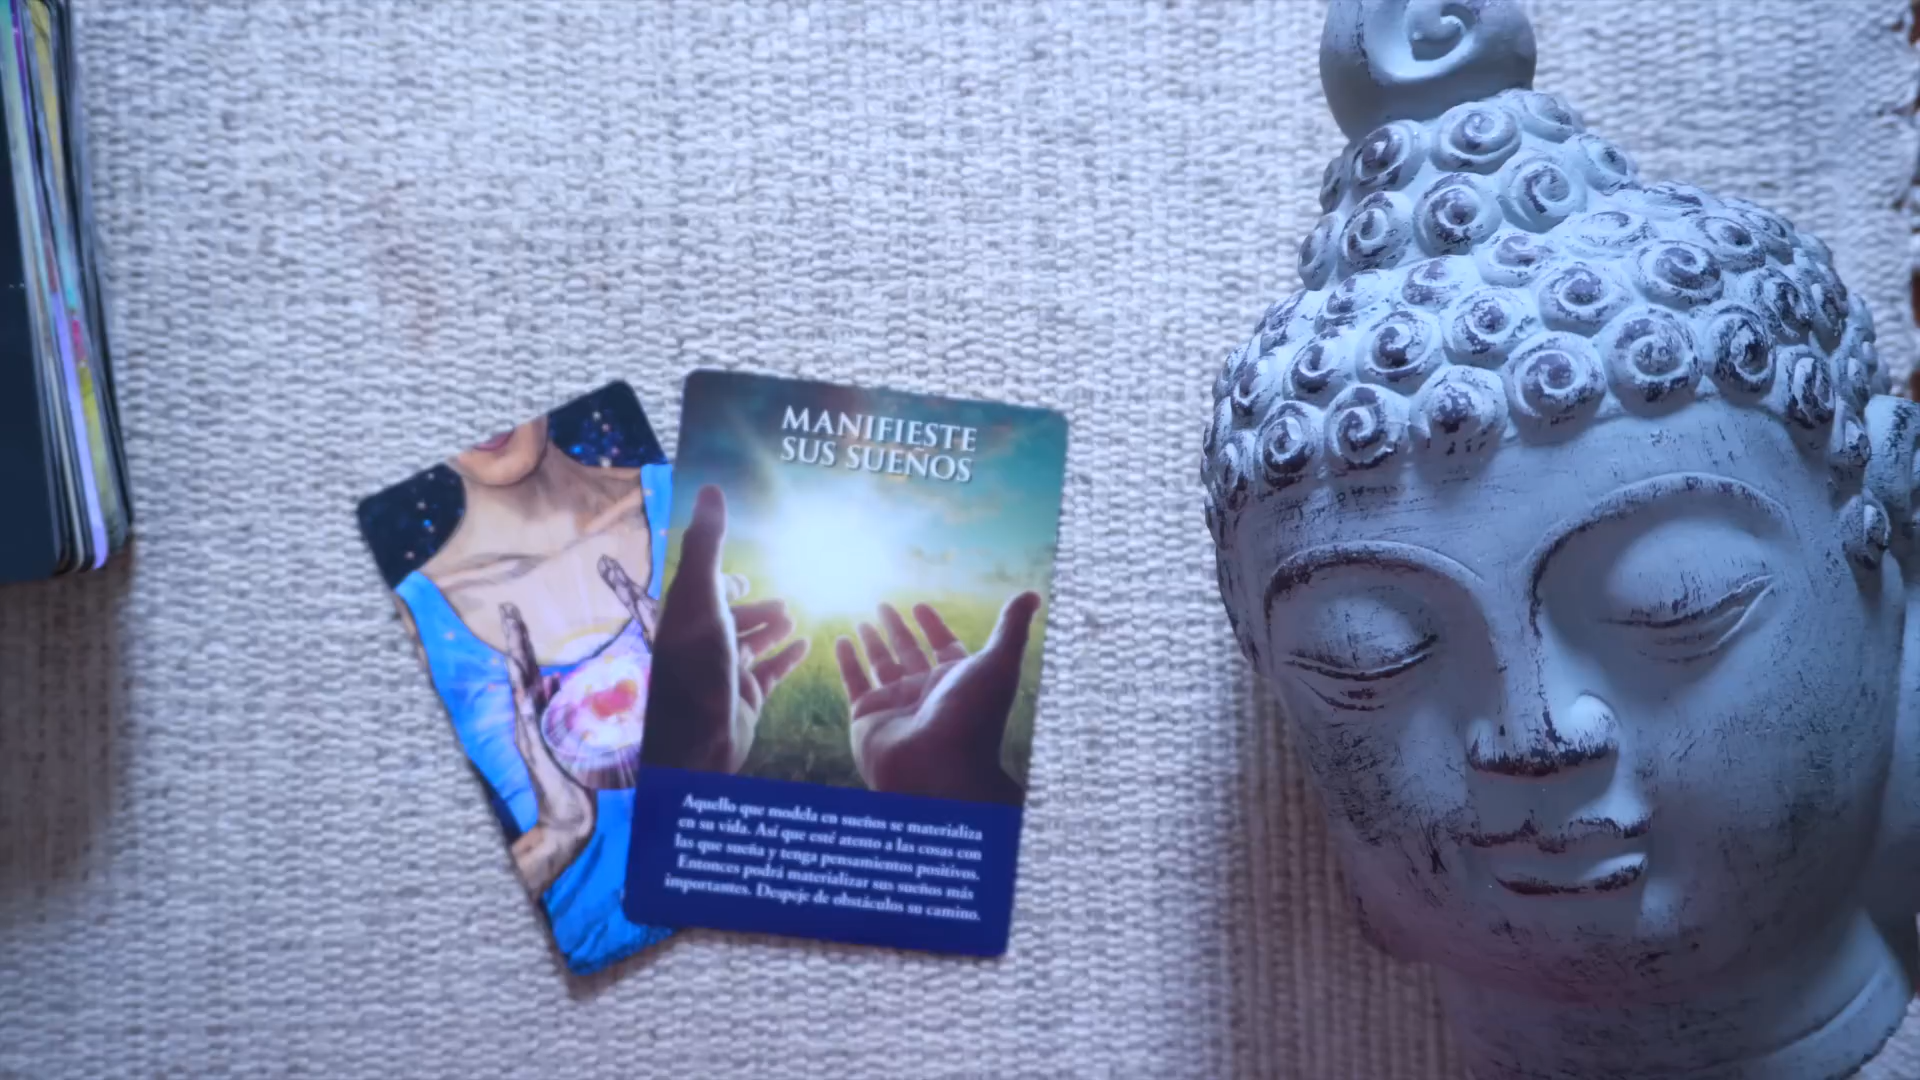 MANIFIESTE
SUS SUEÑOS
Aquello que modela en sueños se materializa
en su vida. Así que esté atento a las cosas con
las que sueña y tenga pensamientos positivos.
Entonces podrá materializar sus sueños más
importantes. Despeje de obstáculos su camino.